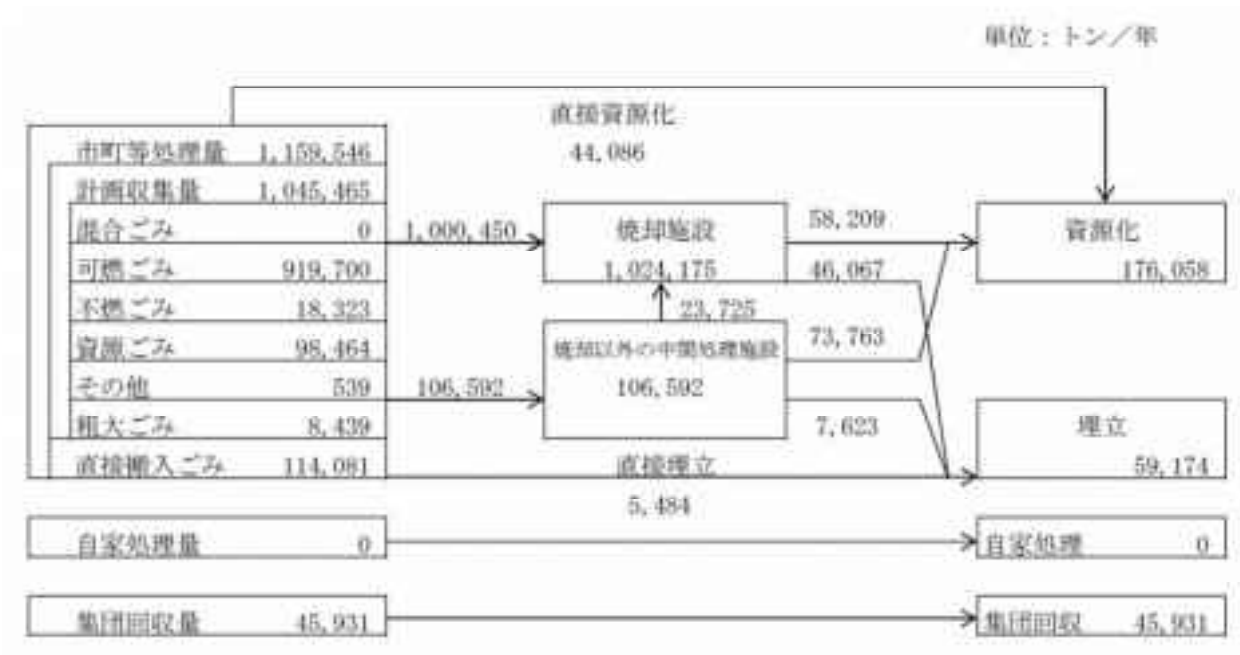 単位：トン／年
直接資源化
44,086
市町等処理量 1,159,546
計画収集量 1,045,465
混合ごみ 0
可燃ごみ 919,700
不燃ごみ 18,323
資源ごみ 98,464
その他 539
粗大ごみ 8,439
直接搬入ごみ 114,081
1,000,450
106,592
焼却施設
1,024,175
23,725
焼却以外の中間処理施設
106,592
58,209
46,067
73,763
7,623
直接埋立
5,484
資源化
176,058
埋立
59,174
自家処理量 0
自家処理 0
集団回収量 45,931
集団回収 45,931